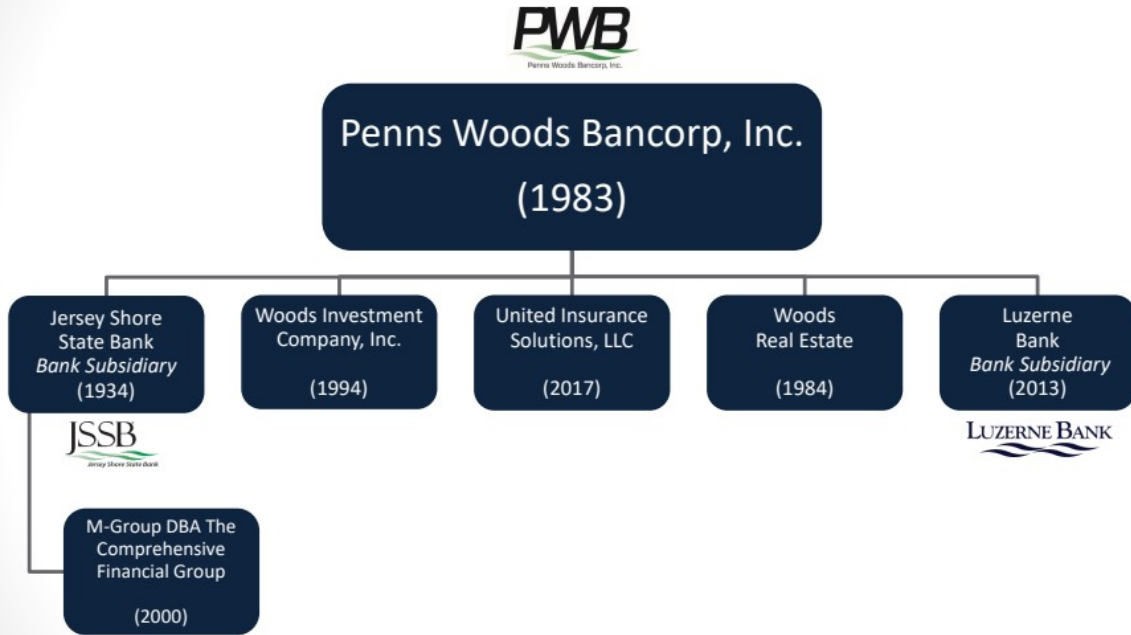 PWB
Penns Woods Bancorp, Inc.
Penns Woods Bancorp, Inc.
(1983)
Jersey Shore
State Bank
Bank Subsidiary
(1934)
Woods Investment
Company, Inc.
(1994)
United Insurance
Solutions, LLC
(2017)
Woods
Real Estate
(1984)
Luzerne
Bank
Bank Subsidiary
(2013)
JSSB
Jersey Shore State Bank
LUZERNE BANK
M-Group DBA The
Comprehensive
Financial Group
(2000)